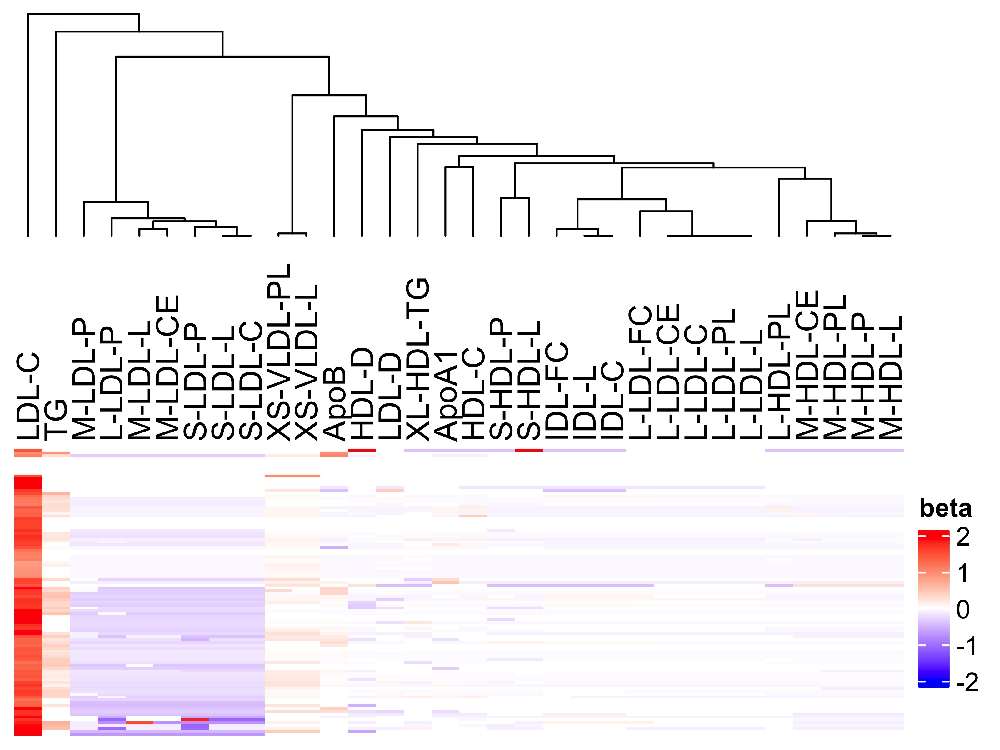 LDL-C
TG
M-LDL-P
L-LDL-P
M-LDL-L
M-LDL-CE
S-LDL-P
S-LDL-L
S-LDL-C
XS-VLDL-PL
XS-VLDL-L
ApoB
HDL-D
LDL-D
XL-HDL-TG
ApoA1
HDL-C
S-HDL-P
S-HDL-L
IDL-FC
IDL-L
IDL-C
L-LDL-FC
L-LDL-CE
L-LDL-C
L-LDL-PL
L-LDL-L
L-HDL-PL
M-HDL-CE
M-HDL-PL
M-HDL-P
M-HDL-L
beta
2
1
0
-1
-2